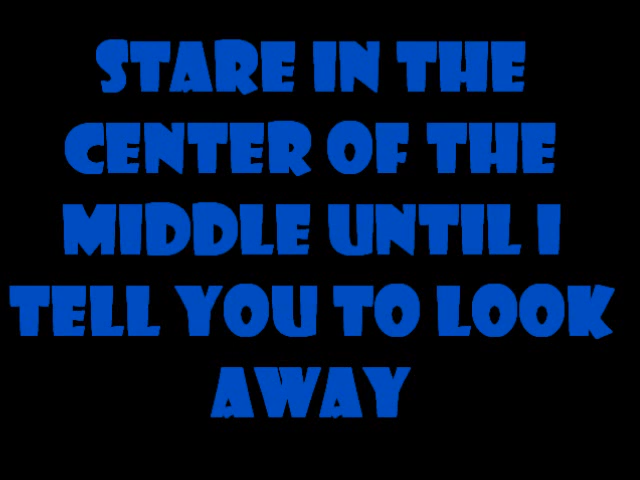 STARE IN THE
CENTER OF THE
MIDDLE UNTIL I
TELL YOU TO LOOK
AWAY